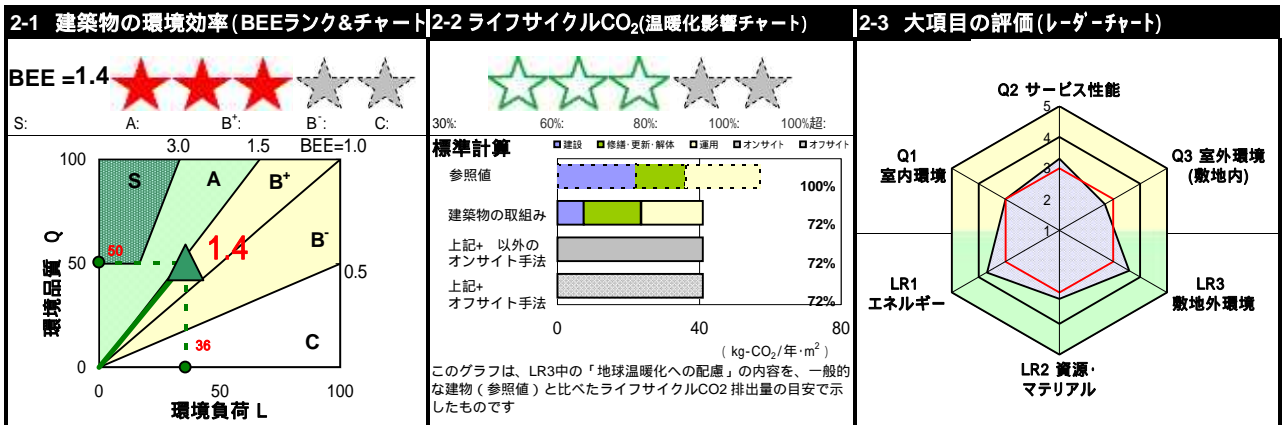 2-1 建築物の環境効率(BEEランク&チャート
BEE =1.4
S: A: B+: B-: C:
3.0 1.5 BEE=1.0
100
S
A
B+
B-
C
0.5
50
1.4
50
36
0
0 50 100
環境品質 Q
環境負荷 L
2-2 ライフサイクルCO2(温暖化影響チャート)
30%: 60%: 80%: 100%: 100%超:
標準計算
建設 修繕・更新・解体 運用 オンサイト オフサイト
参照値 100%
建築物の取組み 72%
上記+ 以外の
オンサイト手法 72%
上記+
オフサイト手法 72%
0 40 80
( kg-CO2/年・m2 )
このグラフは、LR3中の「地球温暖化への配慮」の内容を、一般的
な建物(参照値)と比べたライフサイクルCO2 排出量の目安で示
したものです
2-3 大項目の評価(レーダーチャート)
Q2 サービス性能
5
4
3
2
1
Q1
室内環境
Q3 室外環境
(敷地内)
LR1
エネルギー
LR3
敷地外環境
LR2 資源・
マテリアル